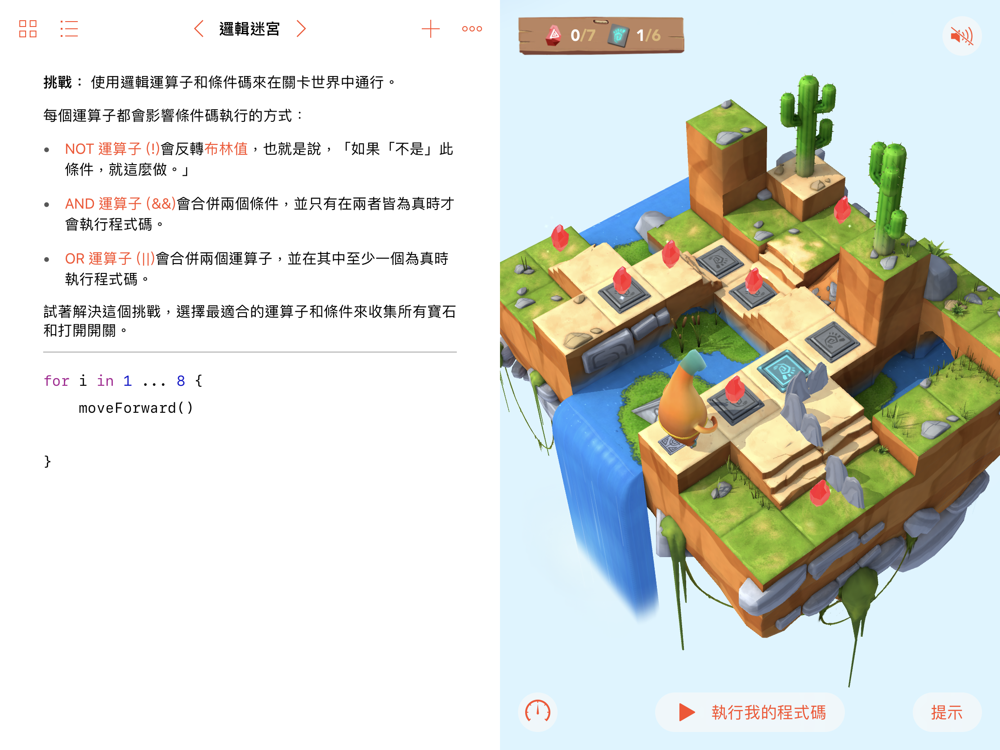 邏輯迷宮
挑戰： 使用邏輯運算子和條件碼來在關卡世界中通行。
每個運算子都會影響條件碼執行的方式：
• NOT 運算子 (!)會反轉布林值，也就是說，「如果「不是」此
條件，就這麼做。」
• AND 運算子 (&&)會合併兩個條件，並只有在兩者皆為真時才
會執行程式碼。
• OR 運算子 (||)會合併兩個運算子，並在其中至少一個為真時
執行程式碼。
試著解決這個挑戰，選擇最適合的運算子和條件來收集所有寶石
和打開開關。
for i in 1 ... 8 {
moveForward()
}
0/7 1/6
執行我的程式碼
提示